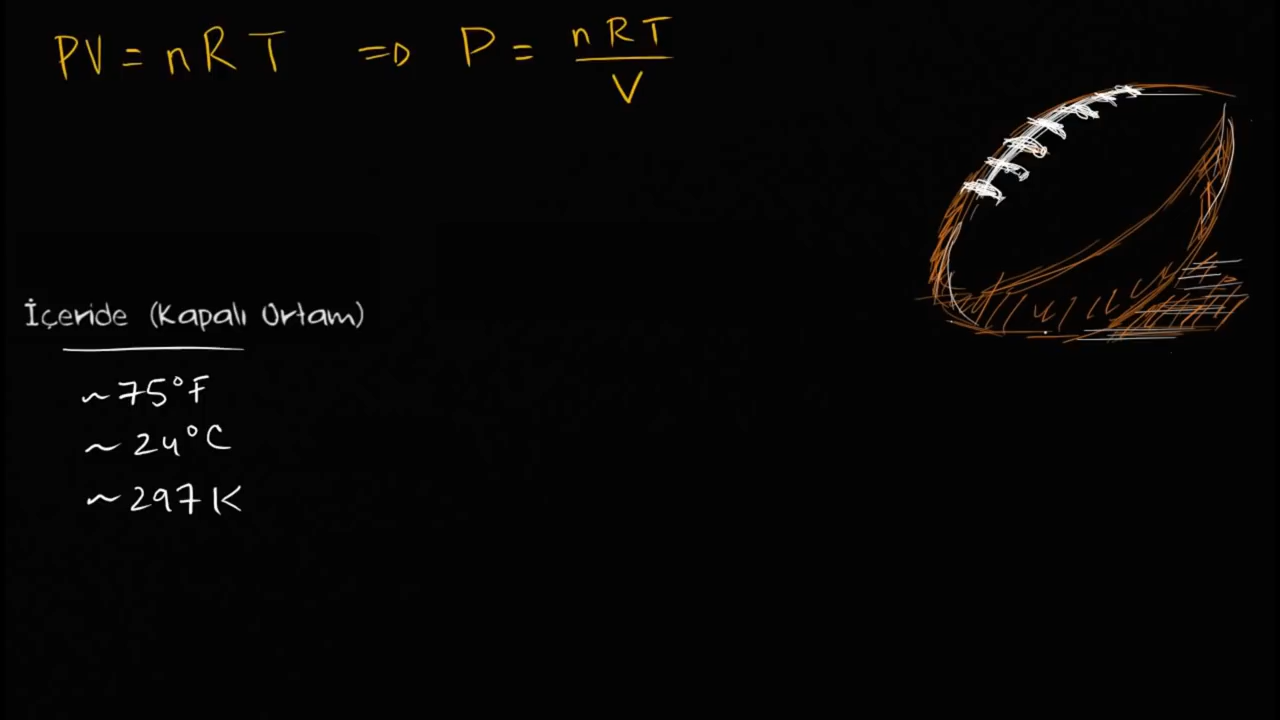 PV = nRT ⇒ P = nRT / V
İçeride (Kapalı Ortam)
~75°F
~24°C
~297K